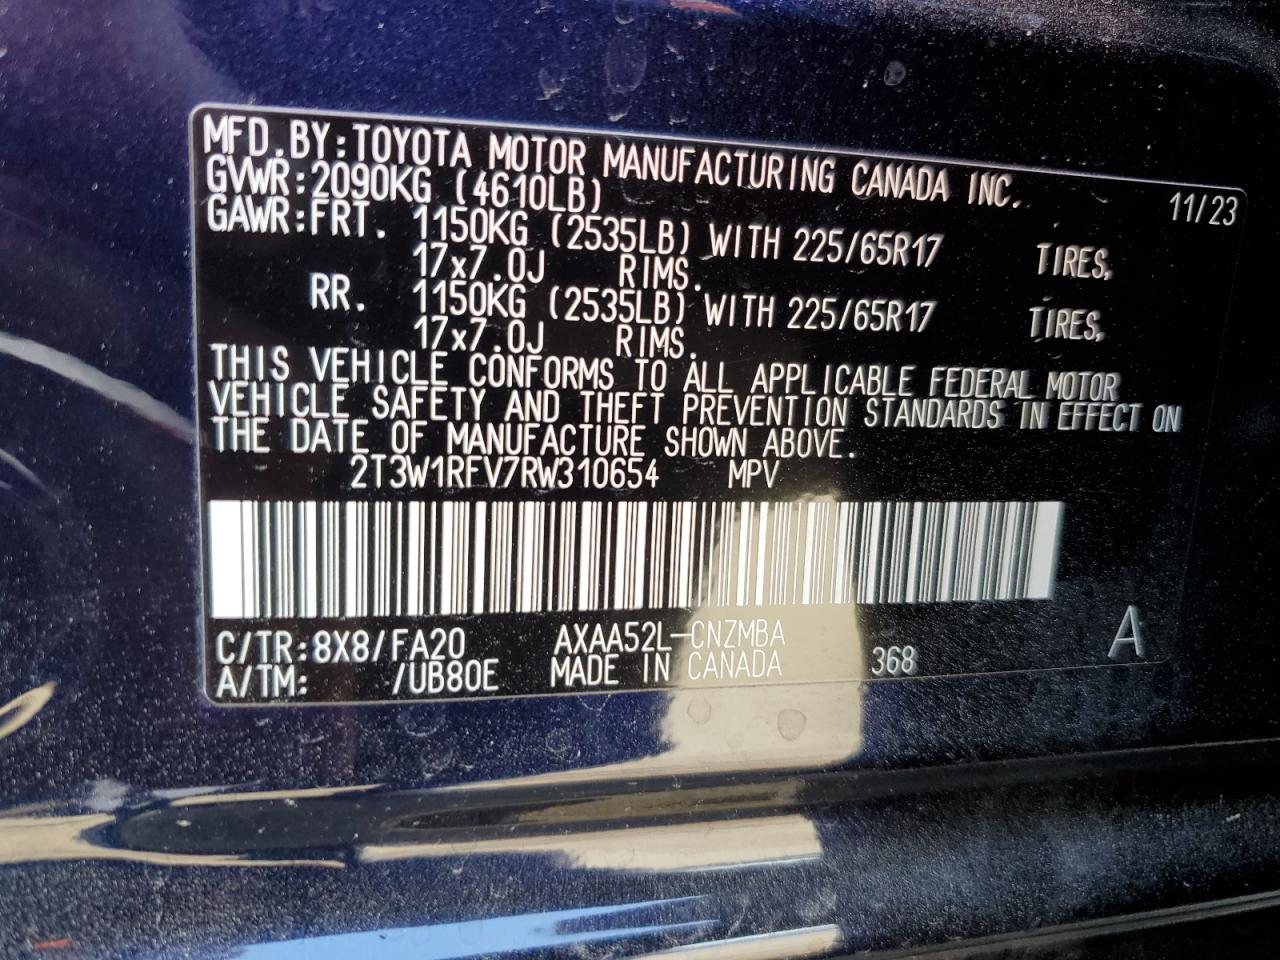 MFD.BY:TOYOTA MOTOR MANUFACTURING CANADA INC. 11/23
GVWR:2090KG (4610LB)
GAWR:FRT. 1150KG (2535LB) WITH 225/65R17 TIRES,
17x7.0J RIMS.
RR. 1150KG (2535LB) WITH 225/65R17 TIRES,
17x7.0J RIMS.
THIS VEHICLE CONFORMS TO ALL APPLICABLE FEDERAL MOTOR
VEHICLE SAFETY AND THEFT PREVENTION STANDARDS IN EFFECT ON
THE DATE OF MANUFACTURE SHOWN ABOVE.
2T3W1RFV7RW310654 MPV
C/TR:8X8/FA20 AXAA52L-CNZMBA
A/TM: /UB80E MADE IN CANADA 368 A